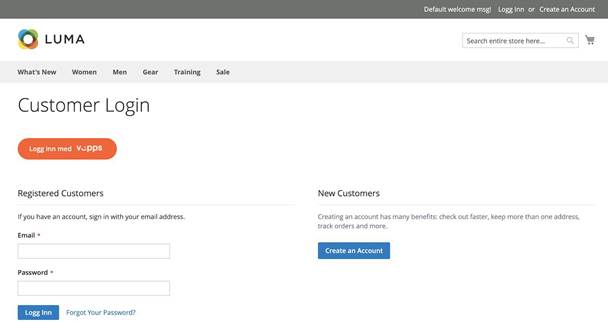 Default welcome msg! Logg Inn or Create an Account
LUMA
Search entire store here...
What's New Women Men Gear Training Sale
Customer Login
Logg inn med vipps
Registered Customers
If you have an account, sign in with your email address.
Email *
Password *
Logg Inn Forgot Your Password?
New Customers
Creating an account has many benefits: check out faster, keep more than one address,
track orders and more.
Create an Account